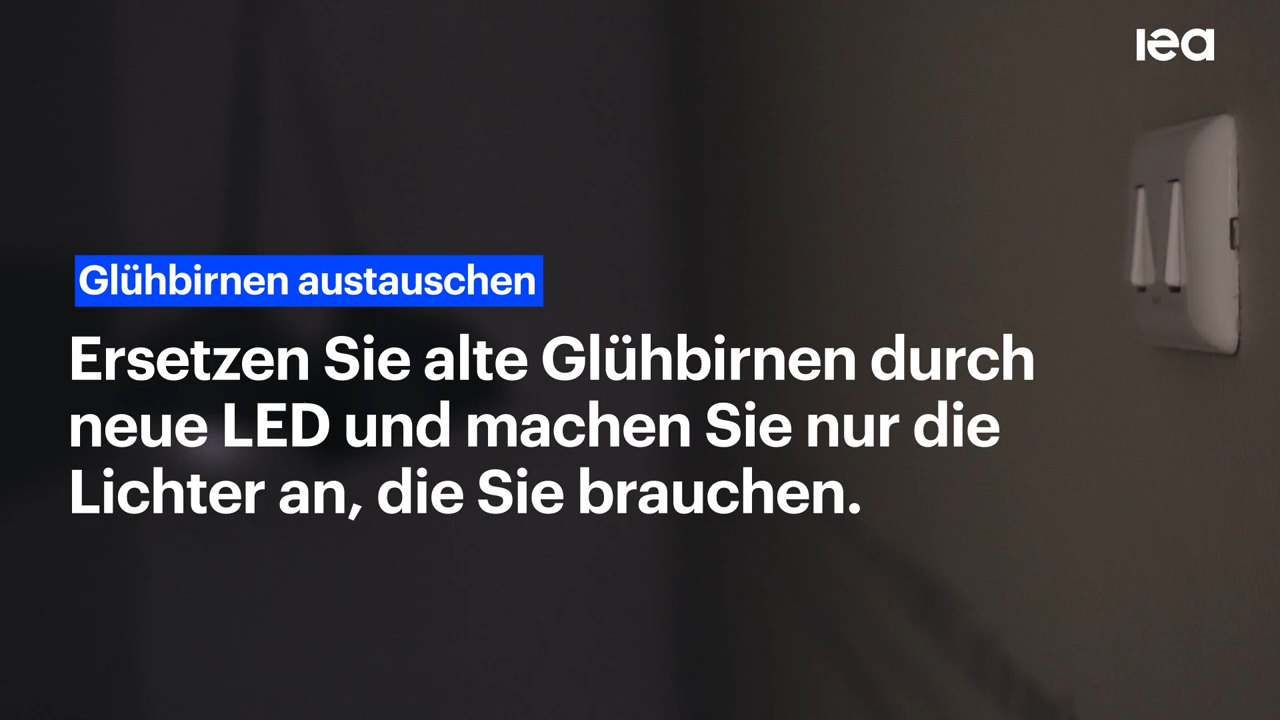 iea
Glühbirnen austauschen
Ersetzen Sie alte Glühbirnen durch
neue LED und machen Sie nur die
Lichter an, die Sie brauchen.